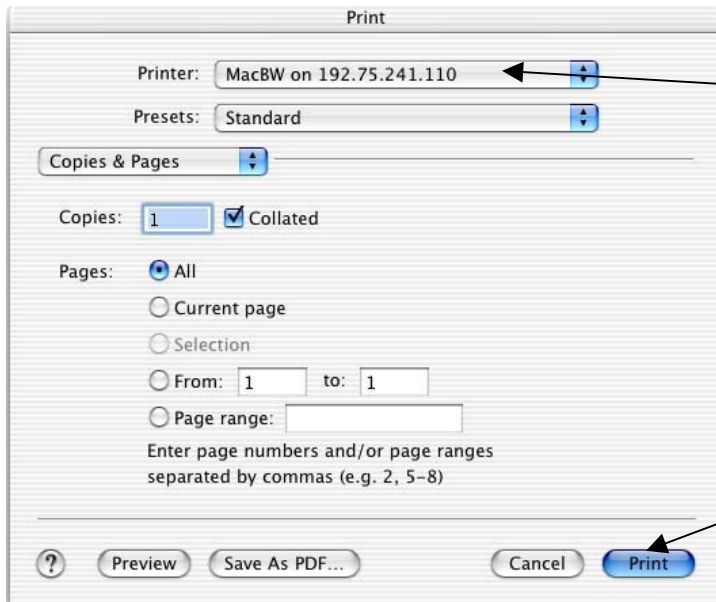 Print
Printer: MacBW on 192.75.241.110
Presets: Standard
Copies & Pages
Copies: 1 Collated
Pages: All
Current page
Selection
From: 1 to: 1
Page range:
Enter page numbers and/or page ranges
separated by commas (e.g. 2, 5-8)
? Preview Save As PDF... Cancel Print